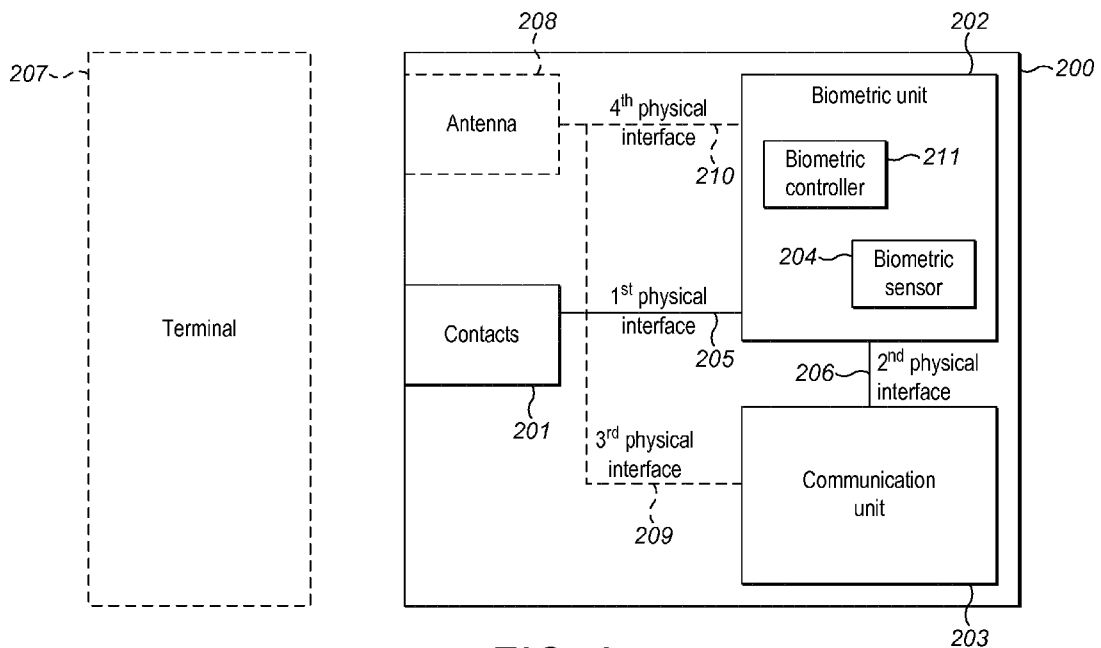 208
202
207
200
Antenna
4th physical
interface
210
Biometric unit
Biometric
controller
211
204
Biometric
sensor
Terminal
Contacts
1st physical
interface
205
201
206
2nd physical
interface
3rd physical
interface
209
Communication
unit
203